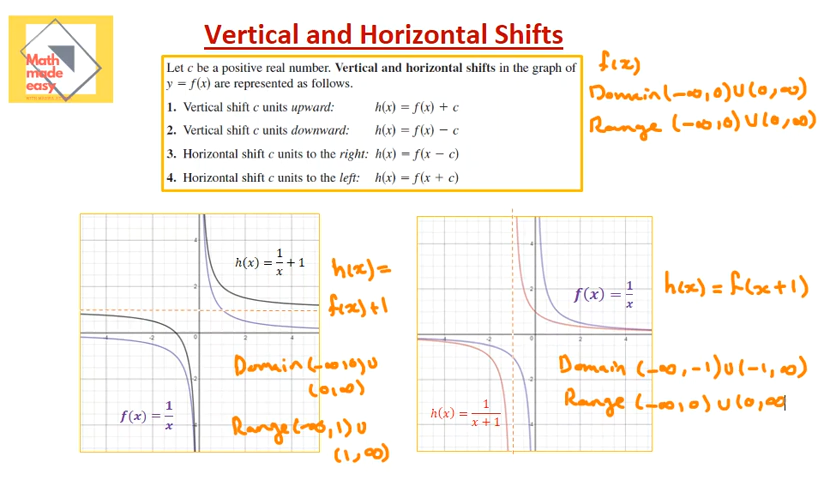 Vertical and Horizontal Shifts
Math
made
easy
Let c be a positive real number. Vertical and horizontal shifts in the graph of
y = f(x) are represented as follows.
1. Vertical shift c units upward: h(x) = f(x) + c
2. Vertical shift c units downward: h(x) = f(x) − c
3. Horizontal shift c units to the right: h(x) = f(x − c)
4. Horizontal shift c units to the left: h(x) = f(x + c)
f(x)
Domain (-∞,0)∪(0,∞)
Range (-∞,0)∪(0,∞)
h(x) = 1/x + 1
h(x) =
f(x)+1
Domain (-∞,0)∪
(0,∞)
f(x) = 1/x
Range (-∞,1)∪
(1,∞)
f(x) = 1/x
h(x) = f(x+1)
Domain (-∞,-1)∪(-1,∞)
Range (-∞,0)∪(0,∞
h(x) = 1/(x + 1)